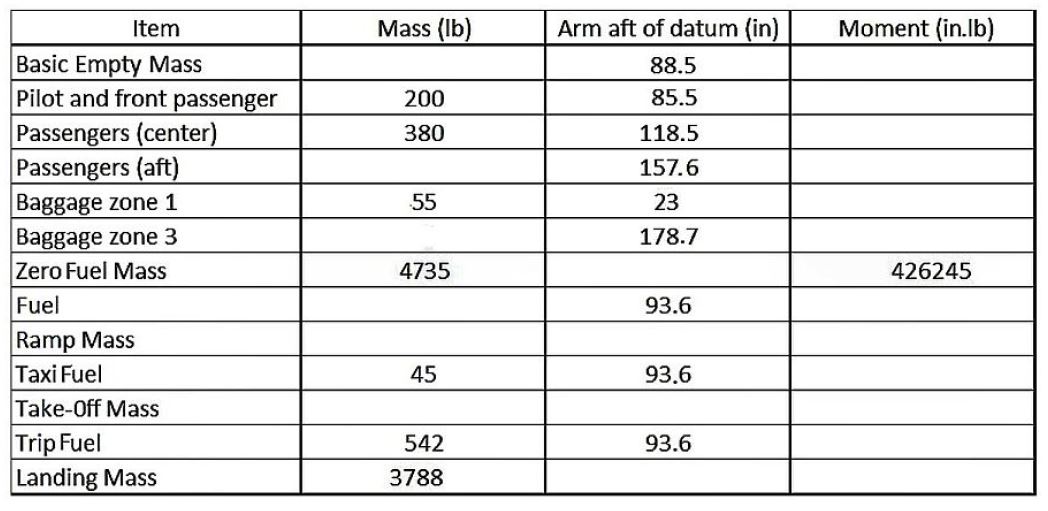 Item Mass (lb) Arm aft of datum (in) Moment (in.lb)
Basic Empty Mass 88.5
Pilot and front passenger 200 85.5
Passengers (center) 380 118.5
Passengers (aft) 157.6
Baggage zone 1 55 23
Baggage zone 3 178.7
Zero Fuel Mass 4735 426245
Fuel 93.6
Ramp Mass
Taxi Fuel 45 93.6
Take-Off Mass
Trip Fuel 542 93.6
Landing Mass 3788